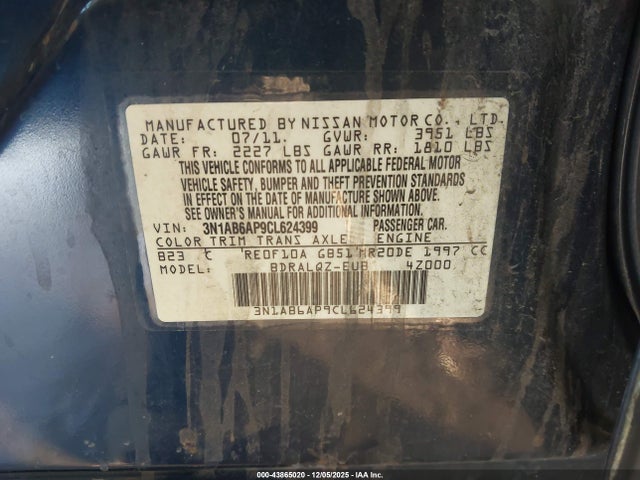 MANUFACTURED BY NISSAN MOTOR CO., LTD.
DATE: 07/11. GVWR: 3951 LBS
GAWR FR: 2227 LBS GAWR RR: 1810 LBS
THIS VEHICLE CONFORMS TO ALL APPLICABLE FEDERAL MOTOR
VEHICLE SAFETY, BUMPER AND THEFT PREVENTION STANDARDS
IN EFFECT ON THE DATE OF MANUFACTURE SHOWN ABOVE.
SEE OWNER'S MANUAL OR LOADING INFORMATION LABEL.
VIN: 3N1AB6AP9CL624399 PASSENGER CAR.
COLOR TRIM TRANS AXLE ENGINE
823 C RE0F10A GB51 MR20DE 1997 CC
MODEL: BDRALQZ-EUB 4Z000
3N1AB6AP9CL624399
000-43865020 - 12/05/2025 - IAA Inc.